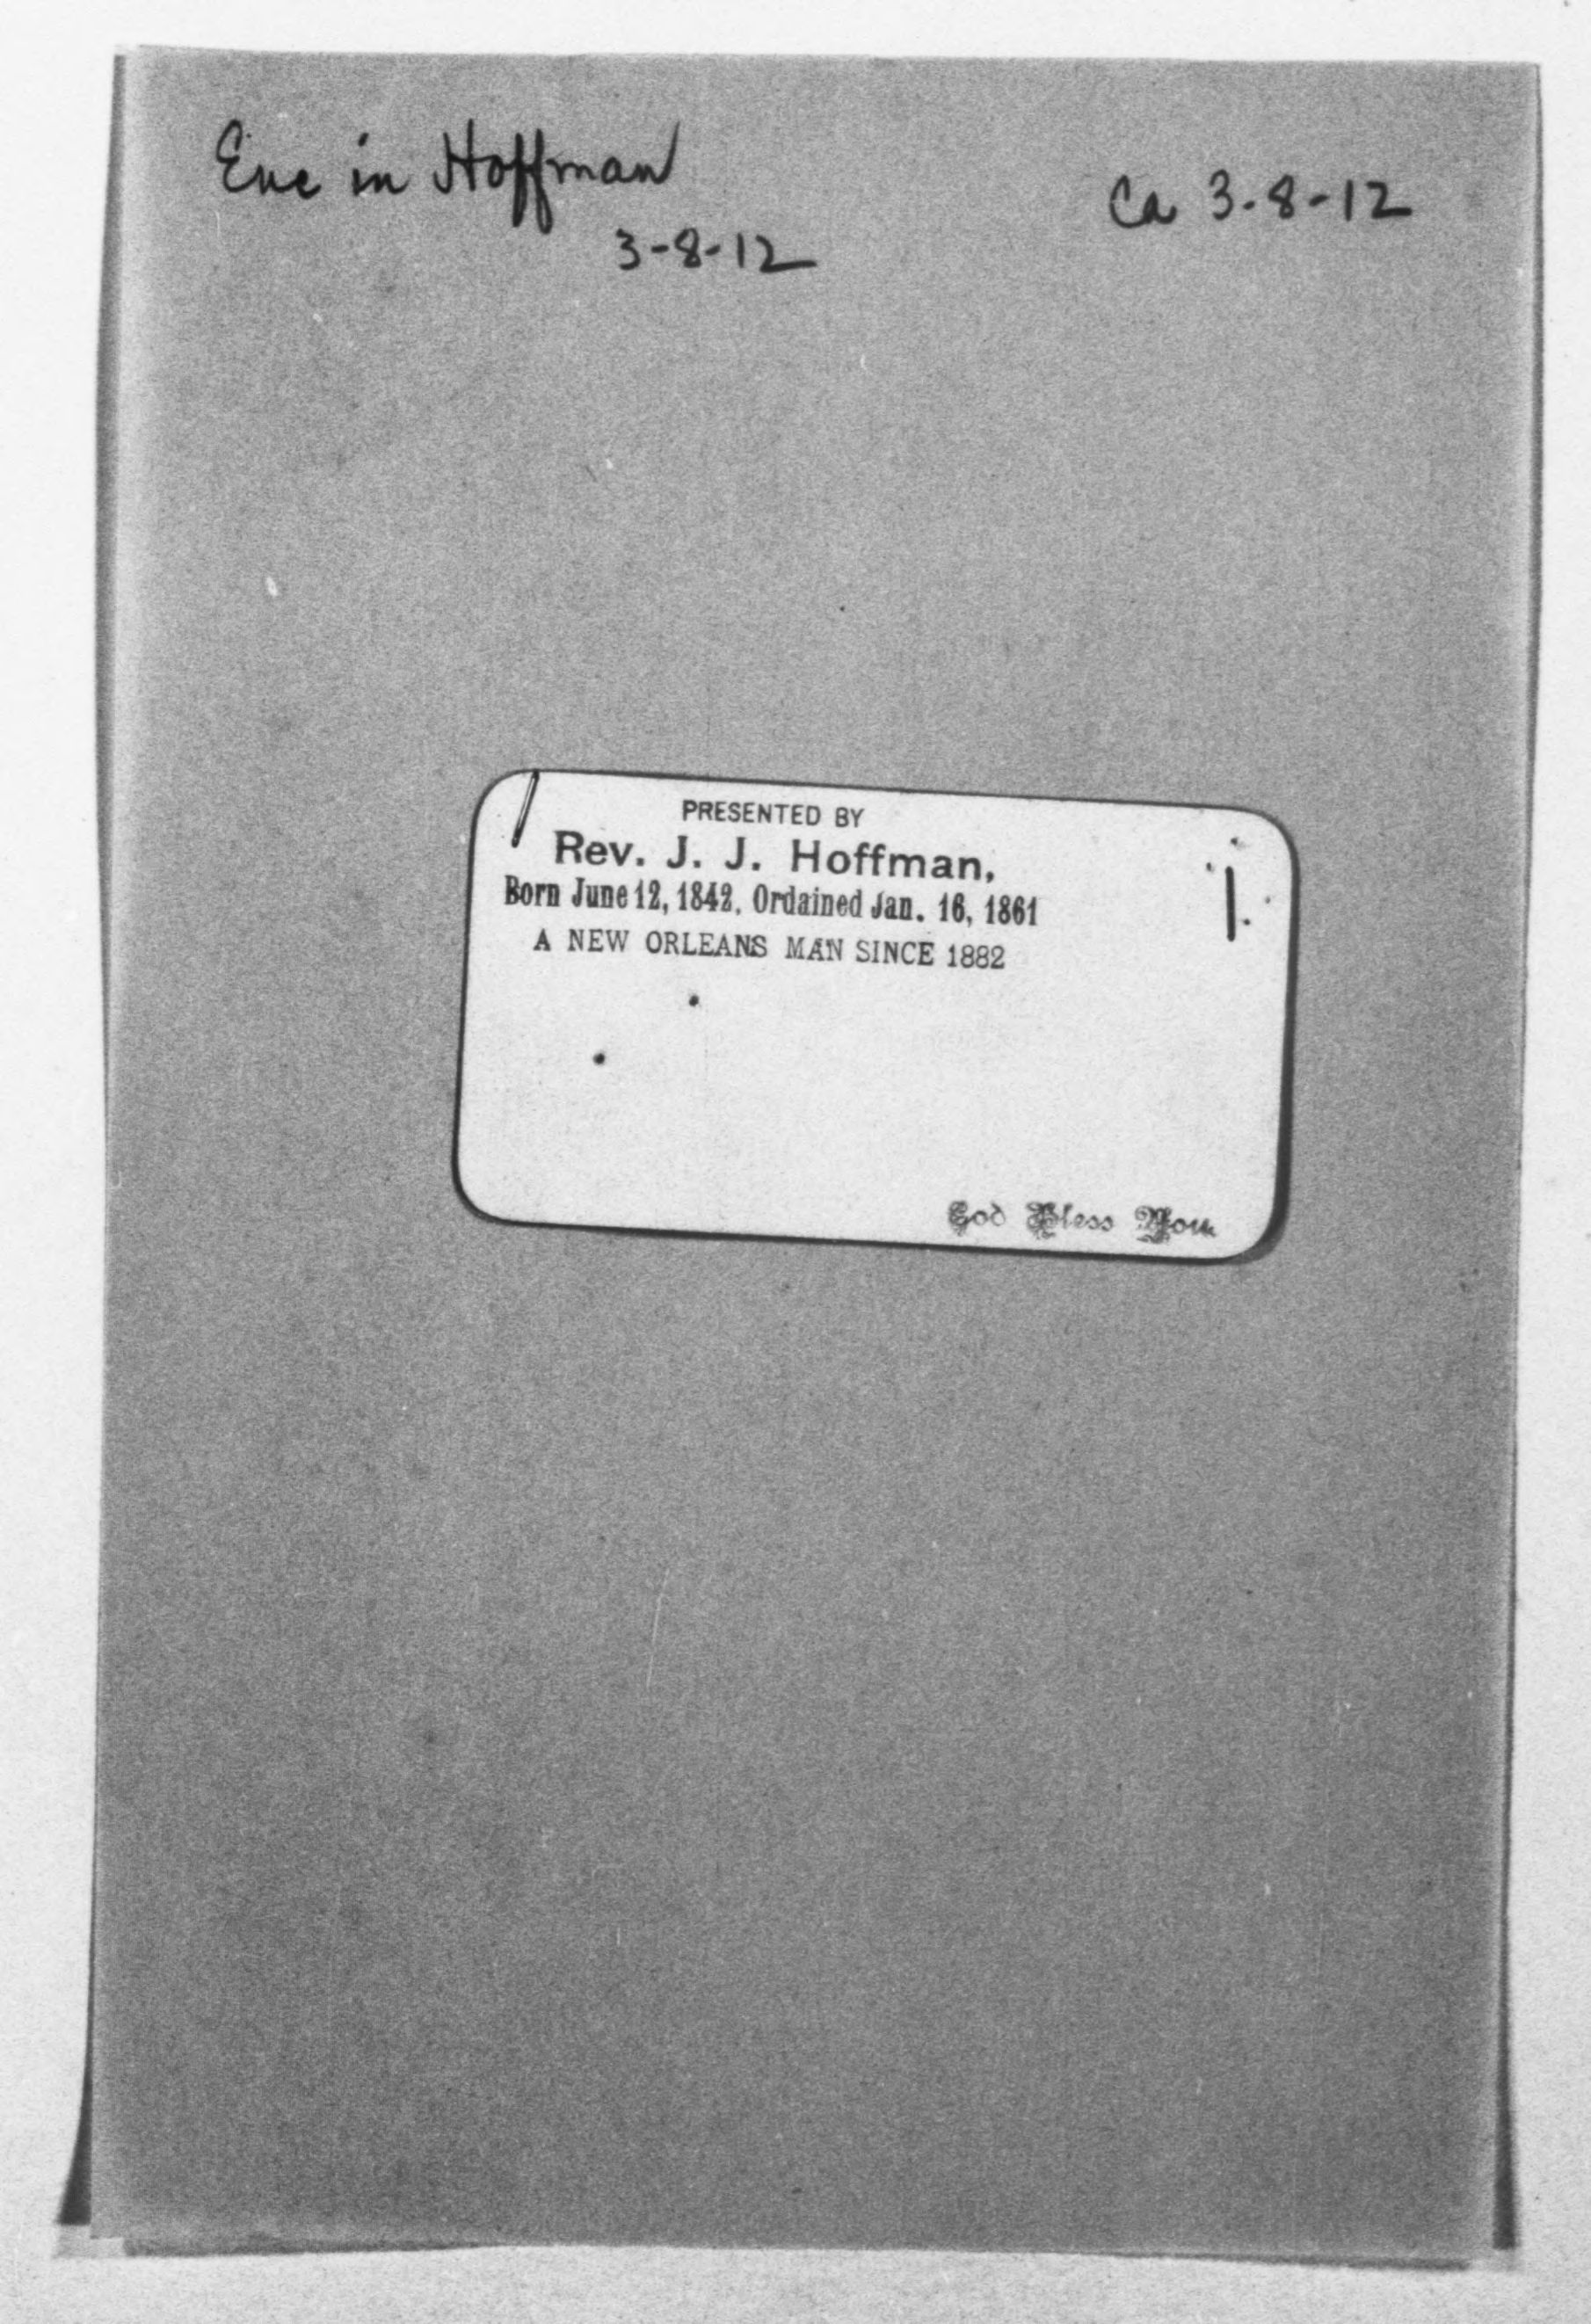 Enc in Hoffman
3-8-12
Ca 3-8-12
PRESENTED BY
Rev. J. J. Hoffman,
Born June 12, 1842, Ordained Jan. 16, 1861
A NEW ORLEANS MAN SINCE 1882
God Bless You